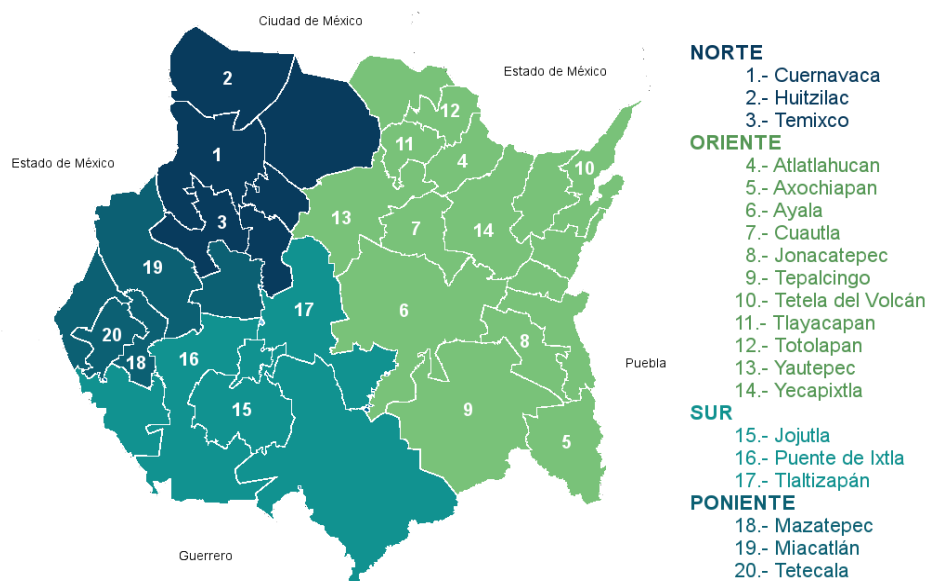 Ciudad de México
Estado de México
Estado de México
Puebla
Guerrero
2
1
3
12
11
4
10
13
7
14
19
17
6
20
18
16
8
15
9
5
NORTE
1.- Cuernavaca
2.- Huitzilac
3.- Temixco
ORIENTE
4.- Atlatlahucan
5.- Axochiapan
6.- Ayala
7.- Cuautla
8.- Jonacatepec
9.- Tepalcingo
10.- Tetela del Volcán
11.- Tlayacapan
12.- Totolapan
13.- Yautepec
14.- Yecapixtla
SUR
15.- Jojutla
16.- Puente de Ixtla
17.- Tlaltizapán
PONIENTE
18.- Mazatepec
19.- Miacatlán
20.- Tetecala